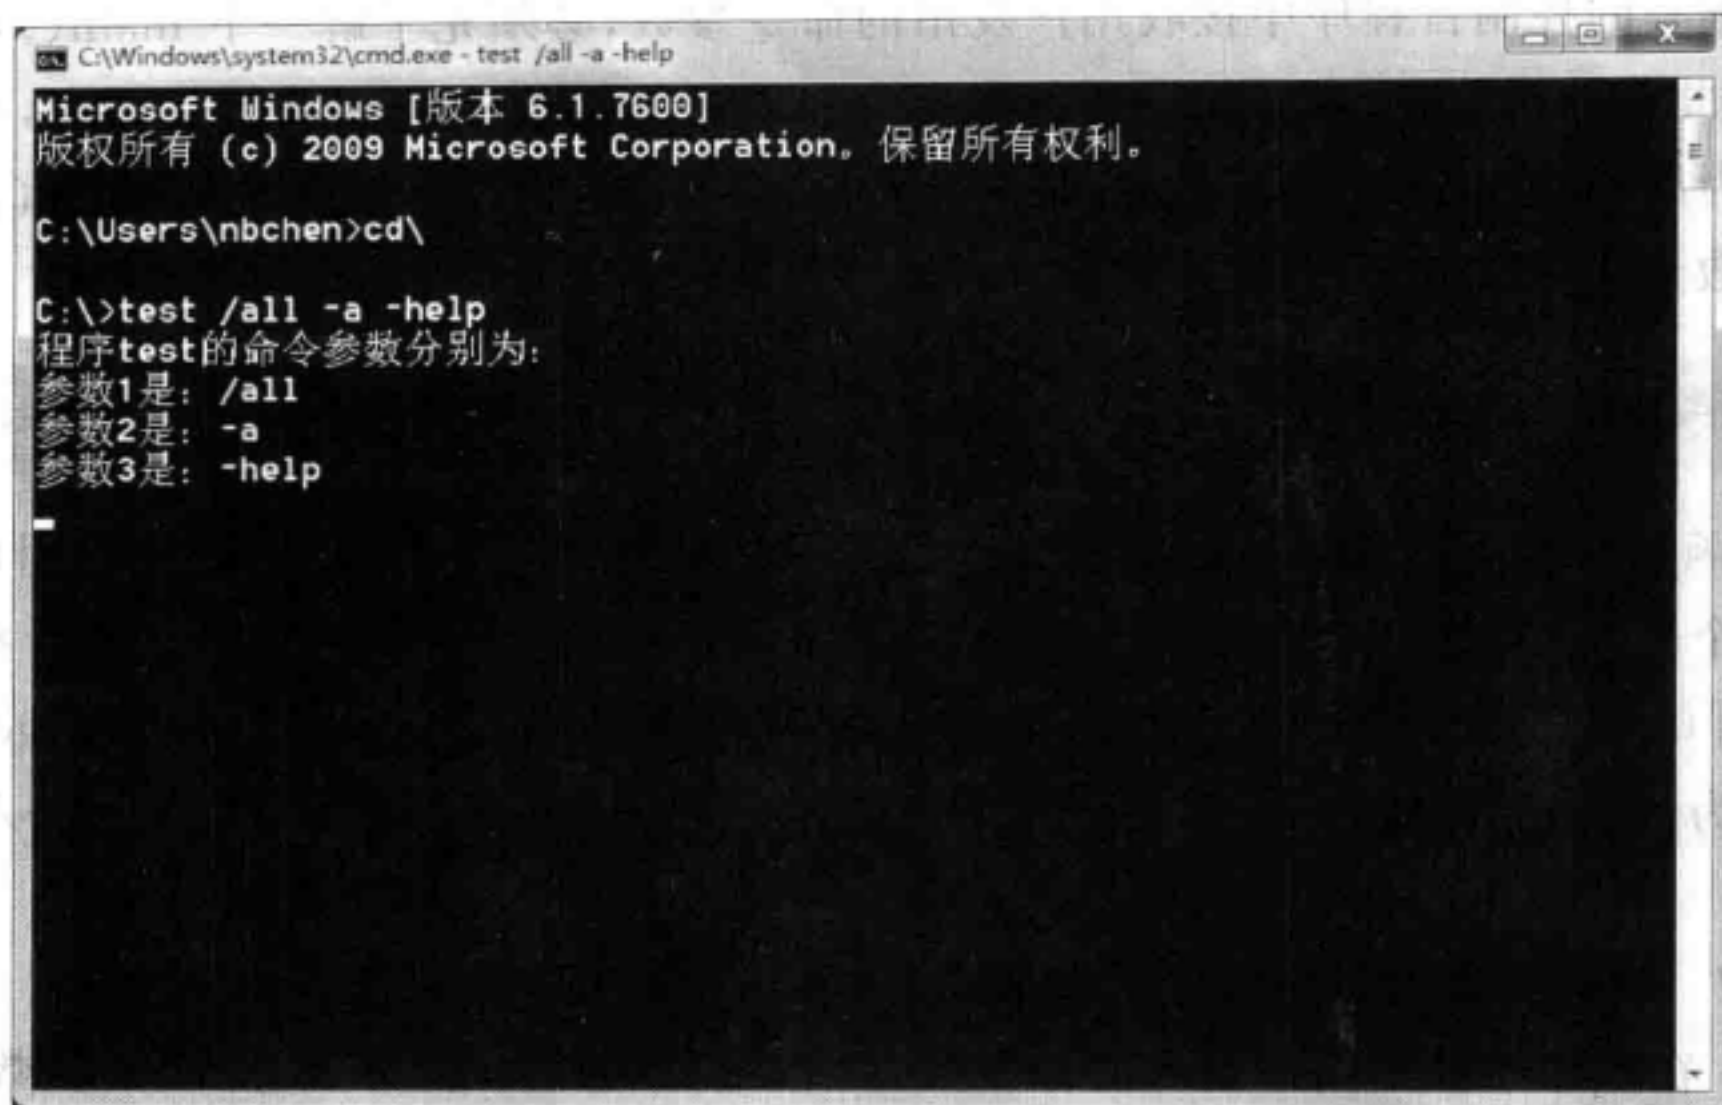 C:\Windows\system32\cmd.exe - test /all -a -help
Microsoft Windows [版本 6.1.7600]
版权所有 (c) 2009 Microsoft Corporation。保留所有权利。
C:\Users\nbchen>cd\
C:\>test /all -a -help
程序test的命令参数分别为：
参数1是： /all
参数2是： -a
参数3是： -help